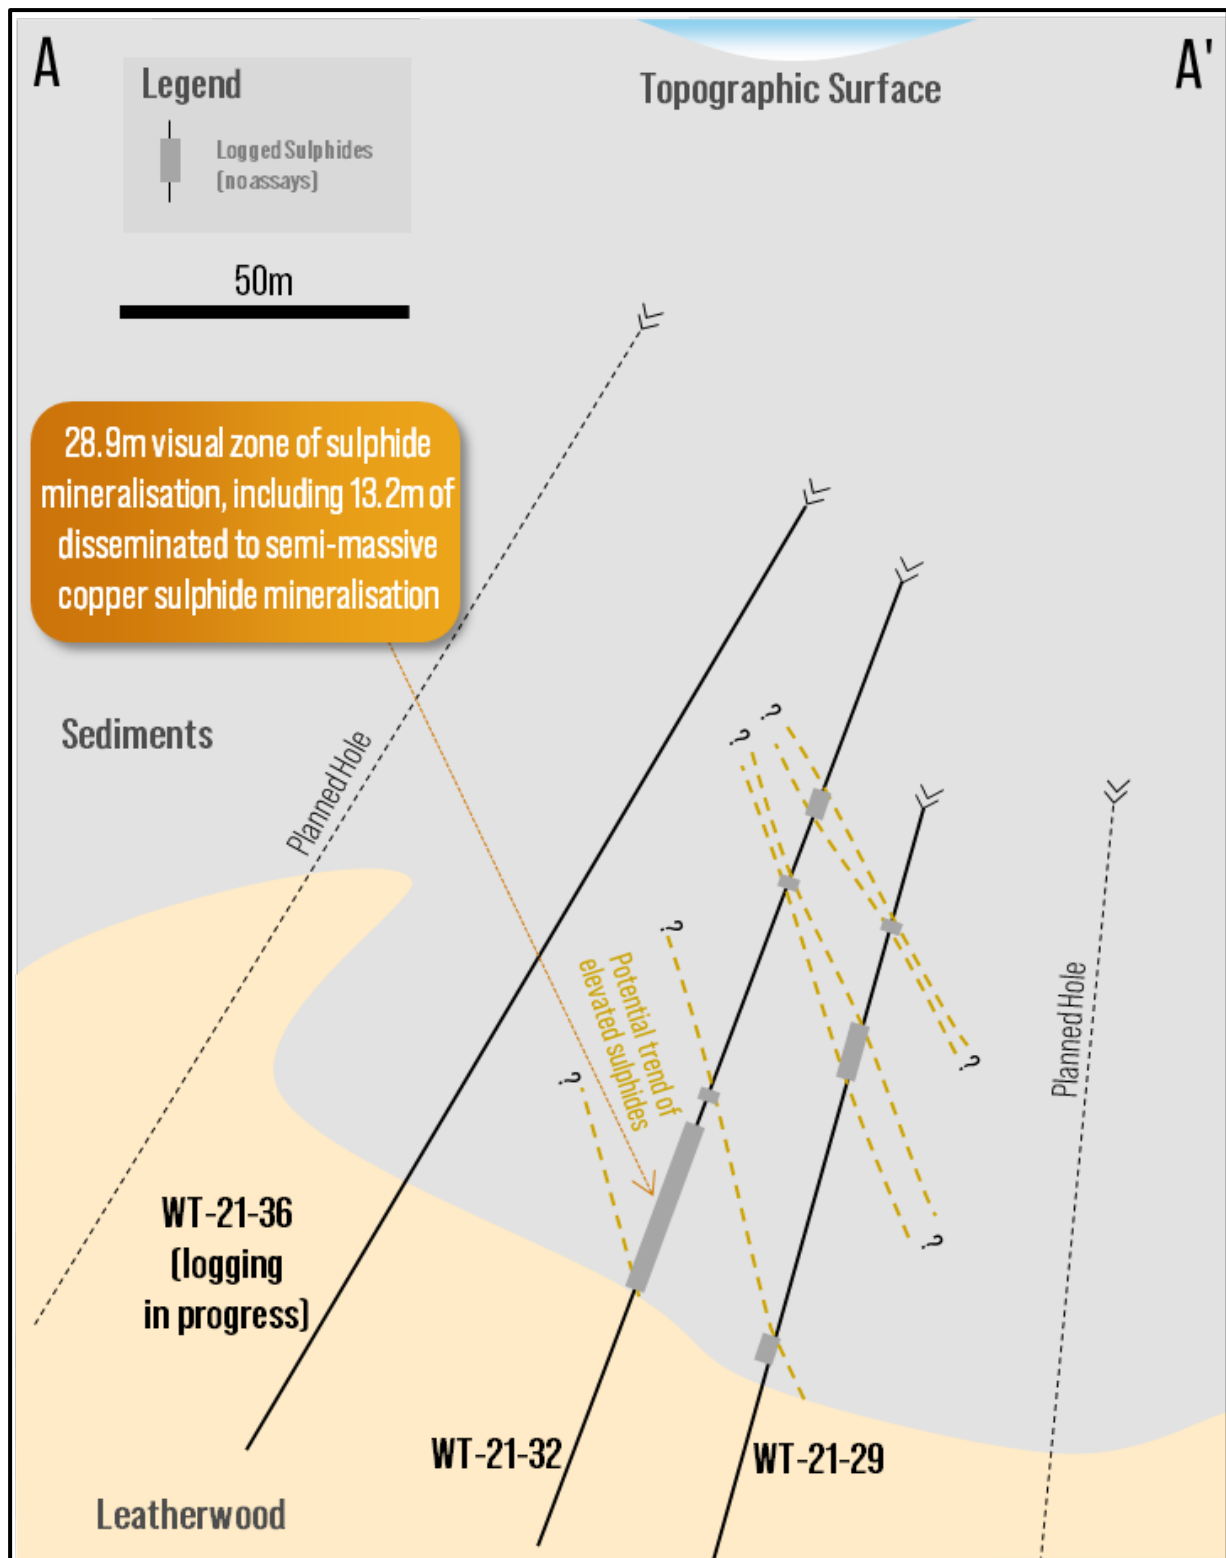 A
A'
Legend
Logged Sulphides
(no assays)
Topographic Surface
50m
28.9m visual zone of sulphide
mineralisation, including 13.2m of
disseminated to semi-massive
copper sulphide mineralisation
Sediments
Planned Hole
?
?
?
?
Potential trend of
elevated sulphides
?
?
Planned Hole
WT-21-36
(logging
in progress)
WT-21-32
WT-21-29
Leatherwood